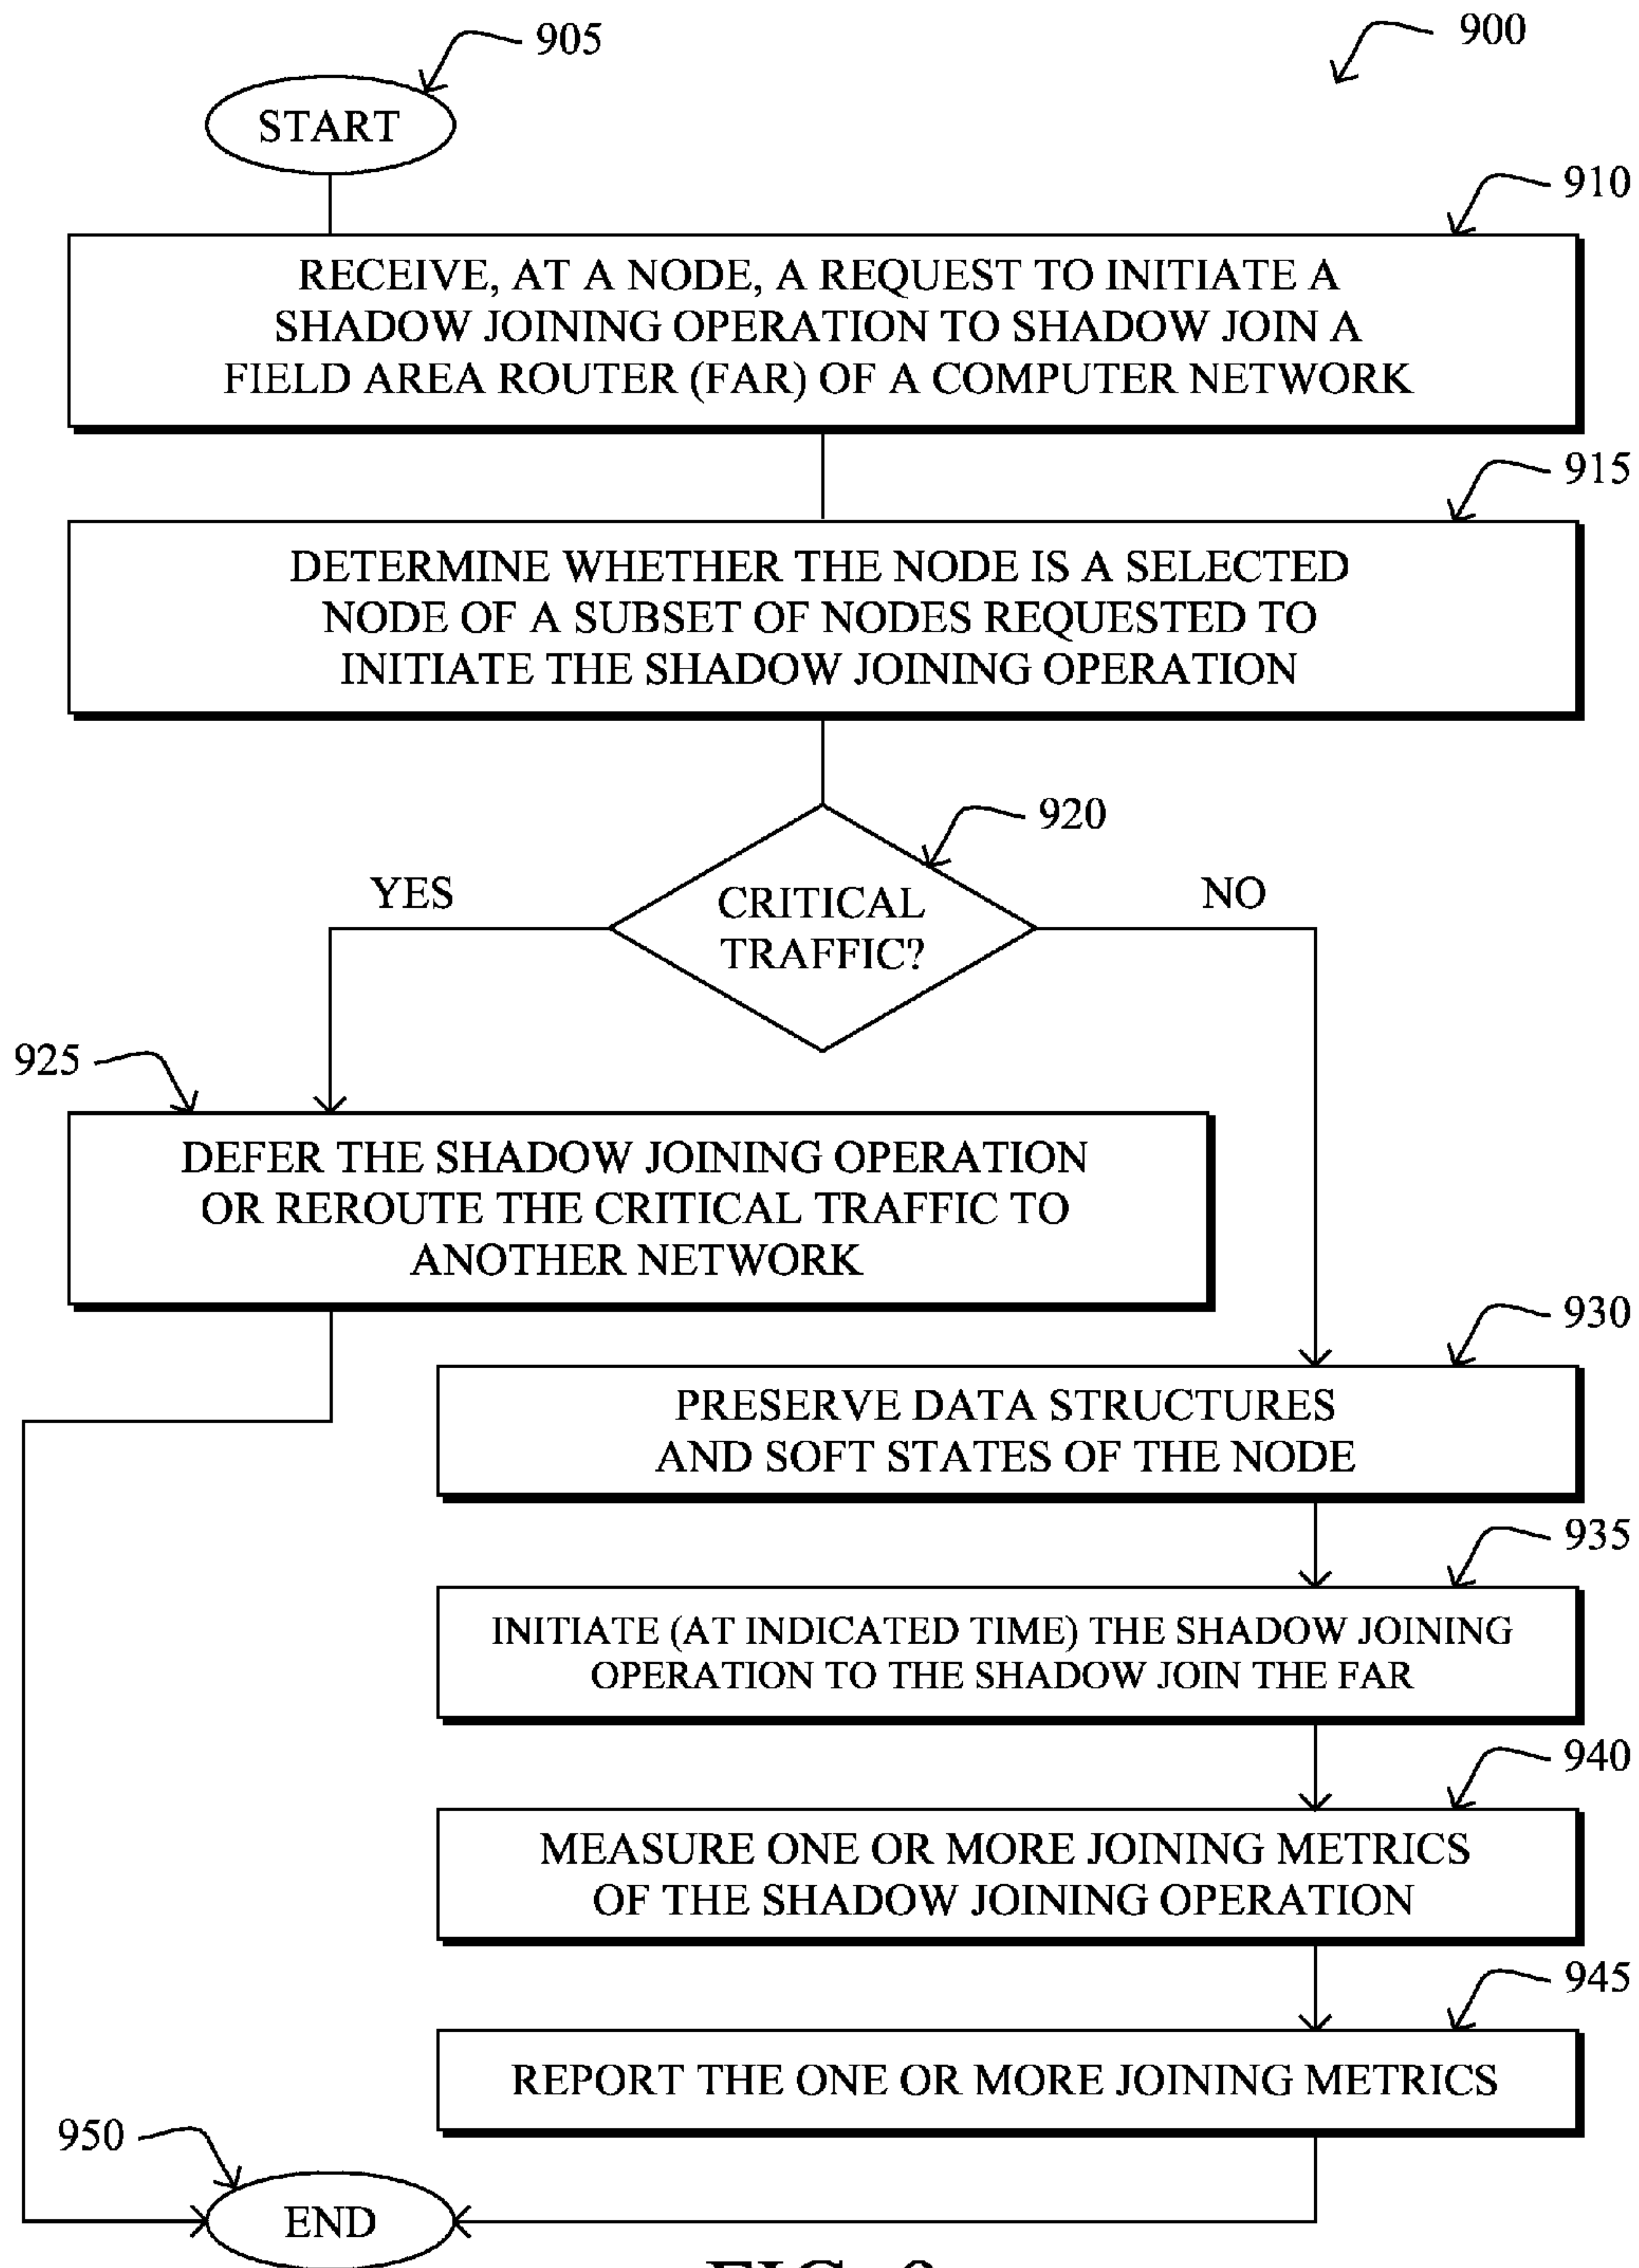 905
900
START
910
RECEIVE, AT A NODE, A REQUEST TO INITIATE A
SHADOW JOINING OPERATION TO SHADOW JOIN A
FIELD AREA ROUTER (FAR) OF A COMPUTER NETWORK
915
DETERMINE WHETHER THE NODE IS A SELECTED
NODE OF A SUBSET OF NODES REQUESTED TO
INITIATE THE SHADOW JOINING OPERATION
920
YES
CRITICAL
TRAFFIC?
NO
925
DEFER THE SHADOW JOINING OPERATION
OR REROUTE THE CRITICAL TRAFFIC TO
ANOTHER NETWORK
930
PRESERVE DATA STRUCTURES
AND SOFT STATES OF THE NODE
935
INITIATE (AT INDICATED TIME) THE SHADOW JOINING
OPERATION TO THE SHADOW JOIN THE FAR
940
MEASURE ONE OR MORE JOINING METRICS
OF THE SHADOW JOINING OPERATION
945
REPORT THE ONE OR MORE JOINING METRICS
950
END